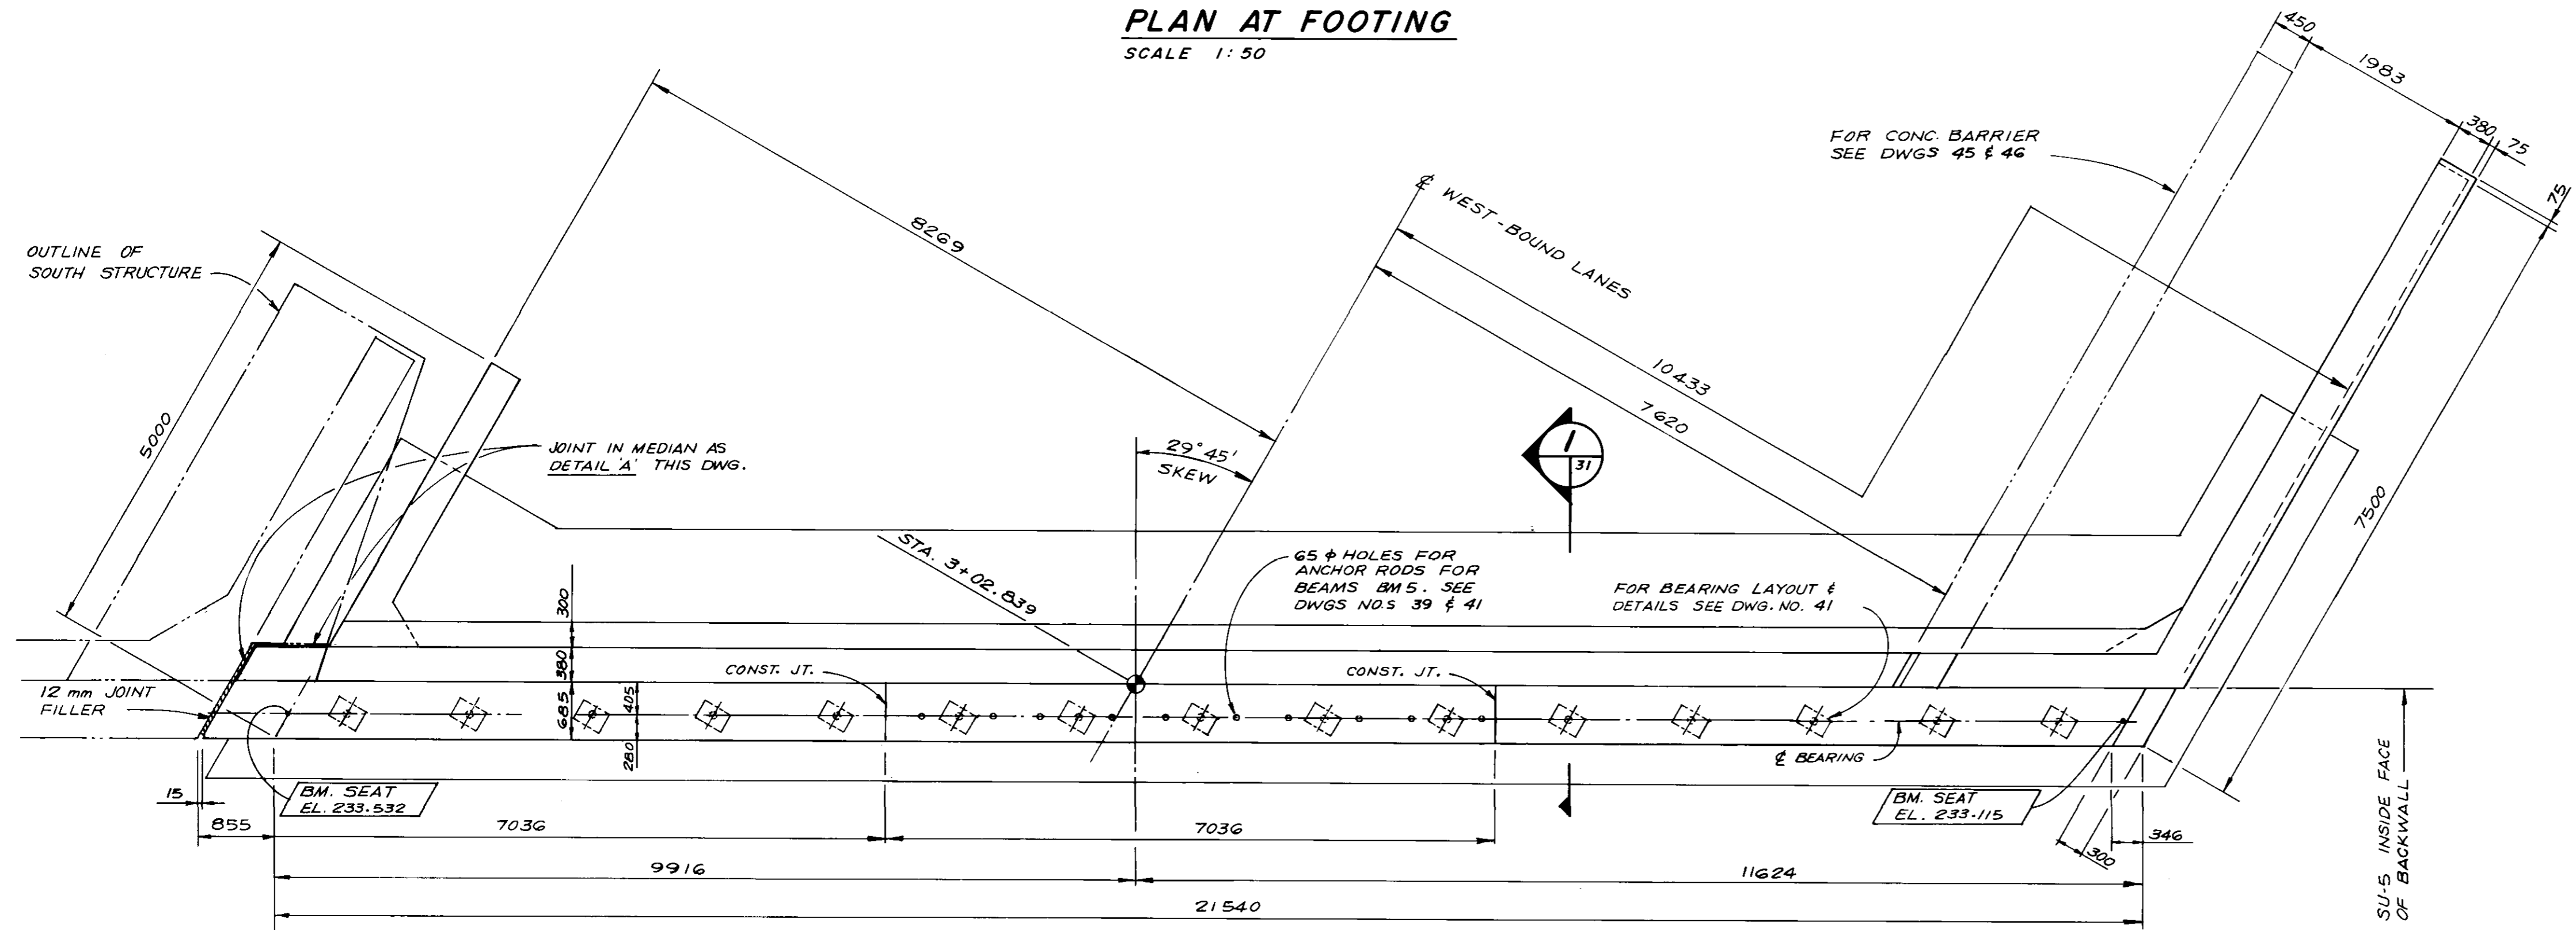 PLAN AT FOOTING
SCALE 1:50
450
1983
380
75
75
FOR CONC. BARRIER
SEE DWGS 45 & 46
℄ WEST-BOUND LANES
8269
OUTLINE OF
SOUTH STRUCTURE
10433
7620
5000
JOINT IN MEDIAN AS
DETAIL 'A' THIS DWG.
29°45'
SKEW
1
31
7500
STA. 3+02.839
65 ϕ HOLES FOR
ANCHOR RODS FOR
BEAMS BM 5. SEE
DWGS NO.S 39 & 41
FOR BEARING LAYOUT &
DETAILS SEE DWG. NO. 41
300
380
CONST. JT.
CONST. JT.
12 mm JOINT
FILLER
685
405
280
℄ BEARING
BM. SEAT
EL. 233.532
BM. SEAT
EL. 233.115
15
855
7036
7036
346
300
9916
11624
21540
SU-5 INSIDE FACE
OF BACKWALL